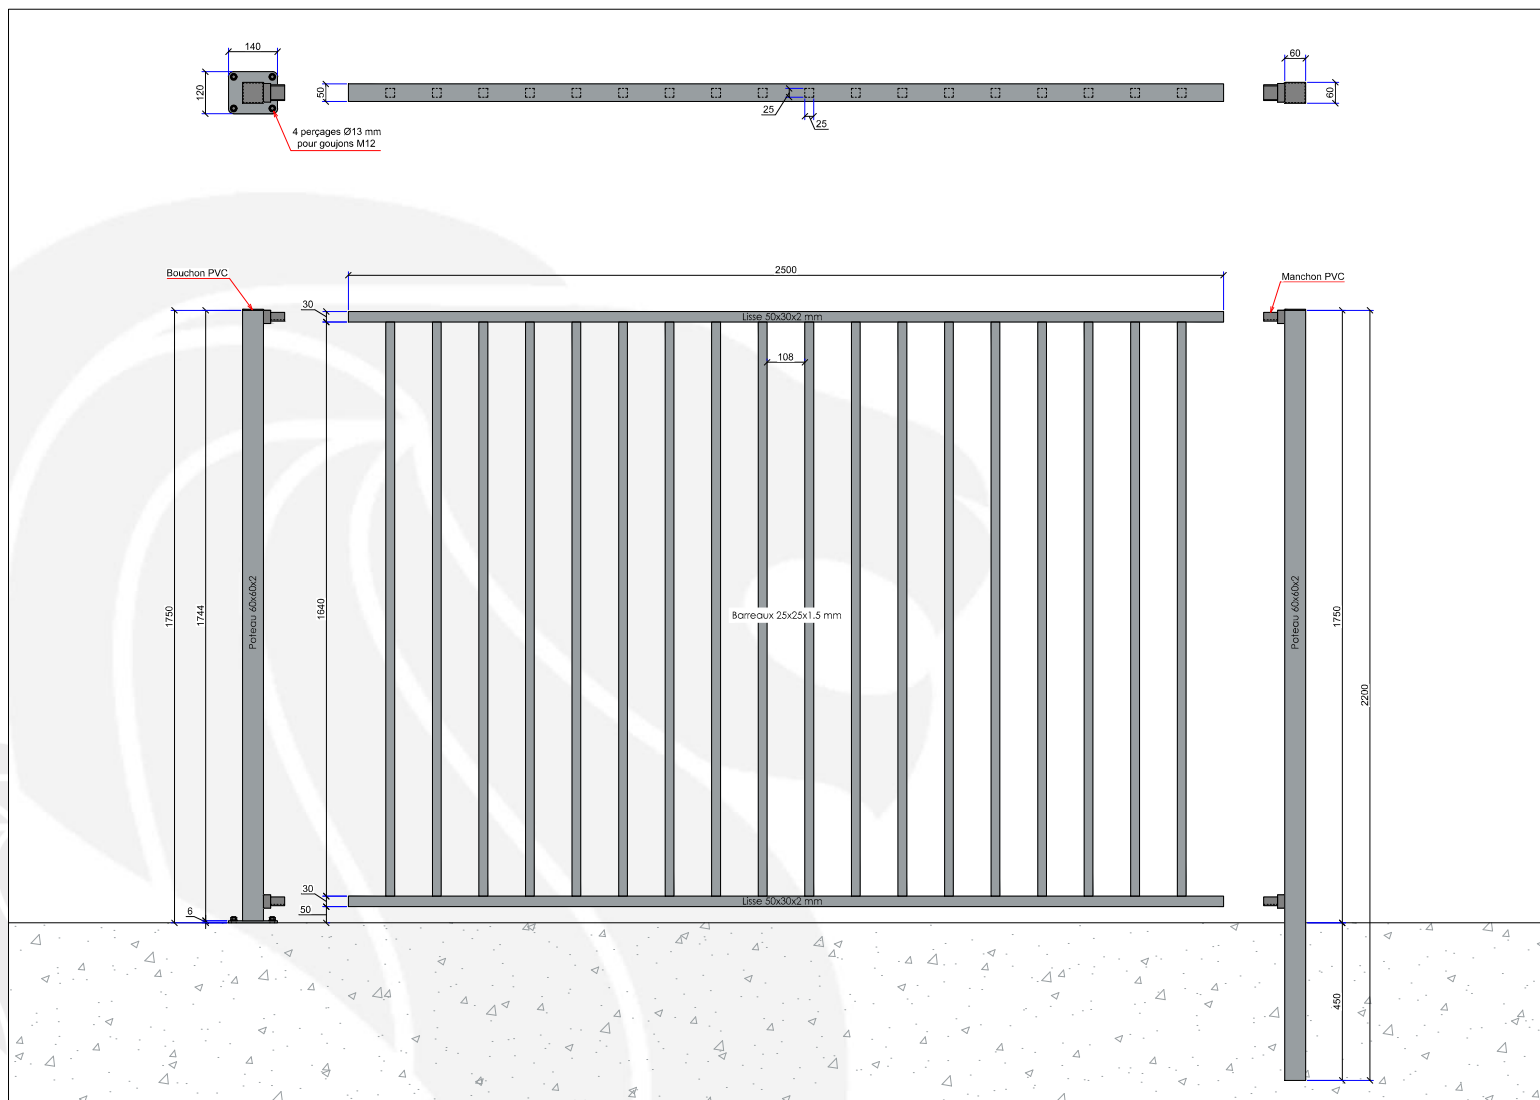 140
60
120
50
60
25
25
4 perçages Ø13 mm
pour goujons M12
Bouchon PVC
2500
Manchon PVC
30
Lisse 50x30x2 mm
108
1750
1744
Poteau 60x60x2
1640
Barreaux 25x25x1.5 mm
Poteau 60x60x2
1750
2200
30
Lisse 50x30x2 mm
6
50
450